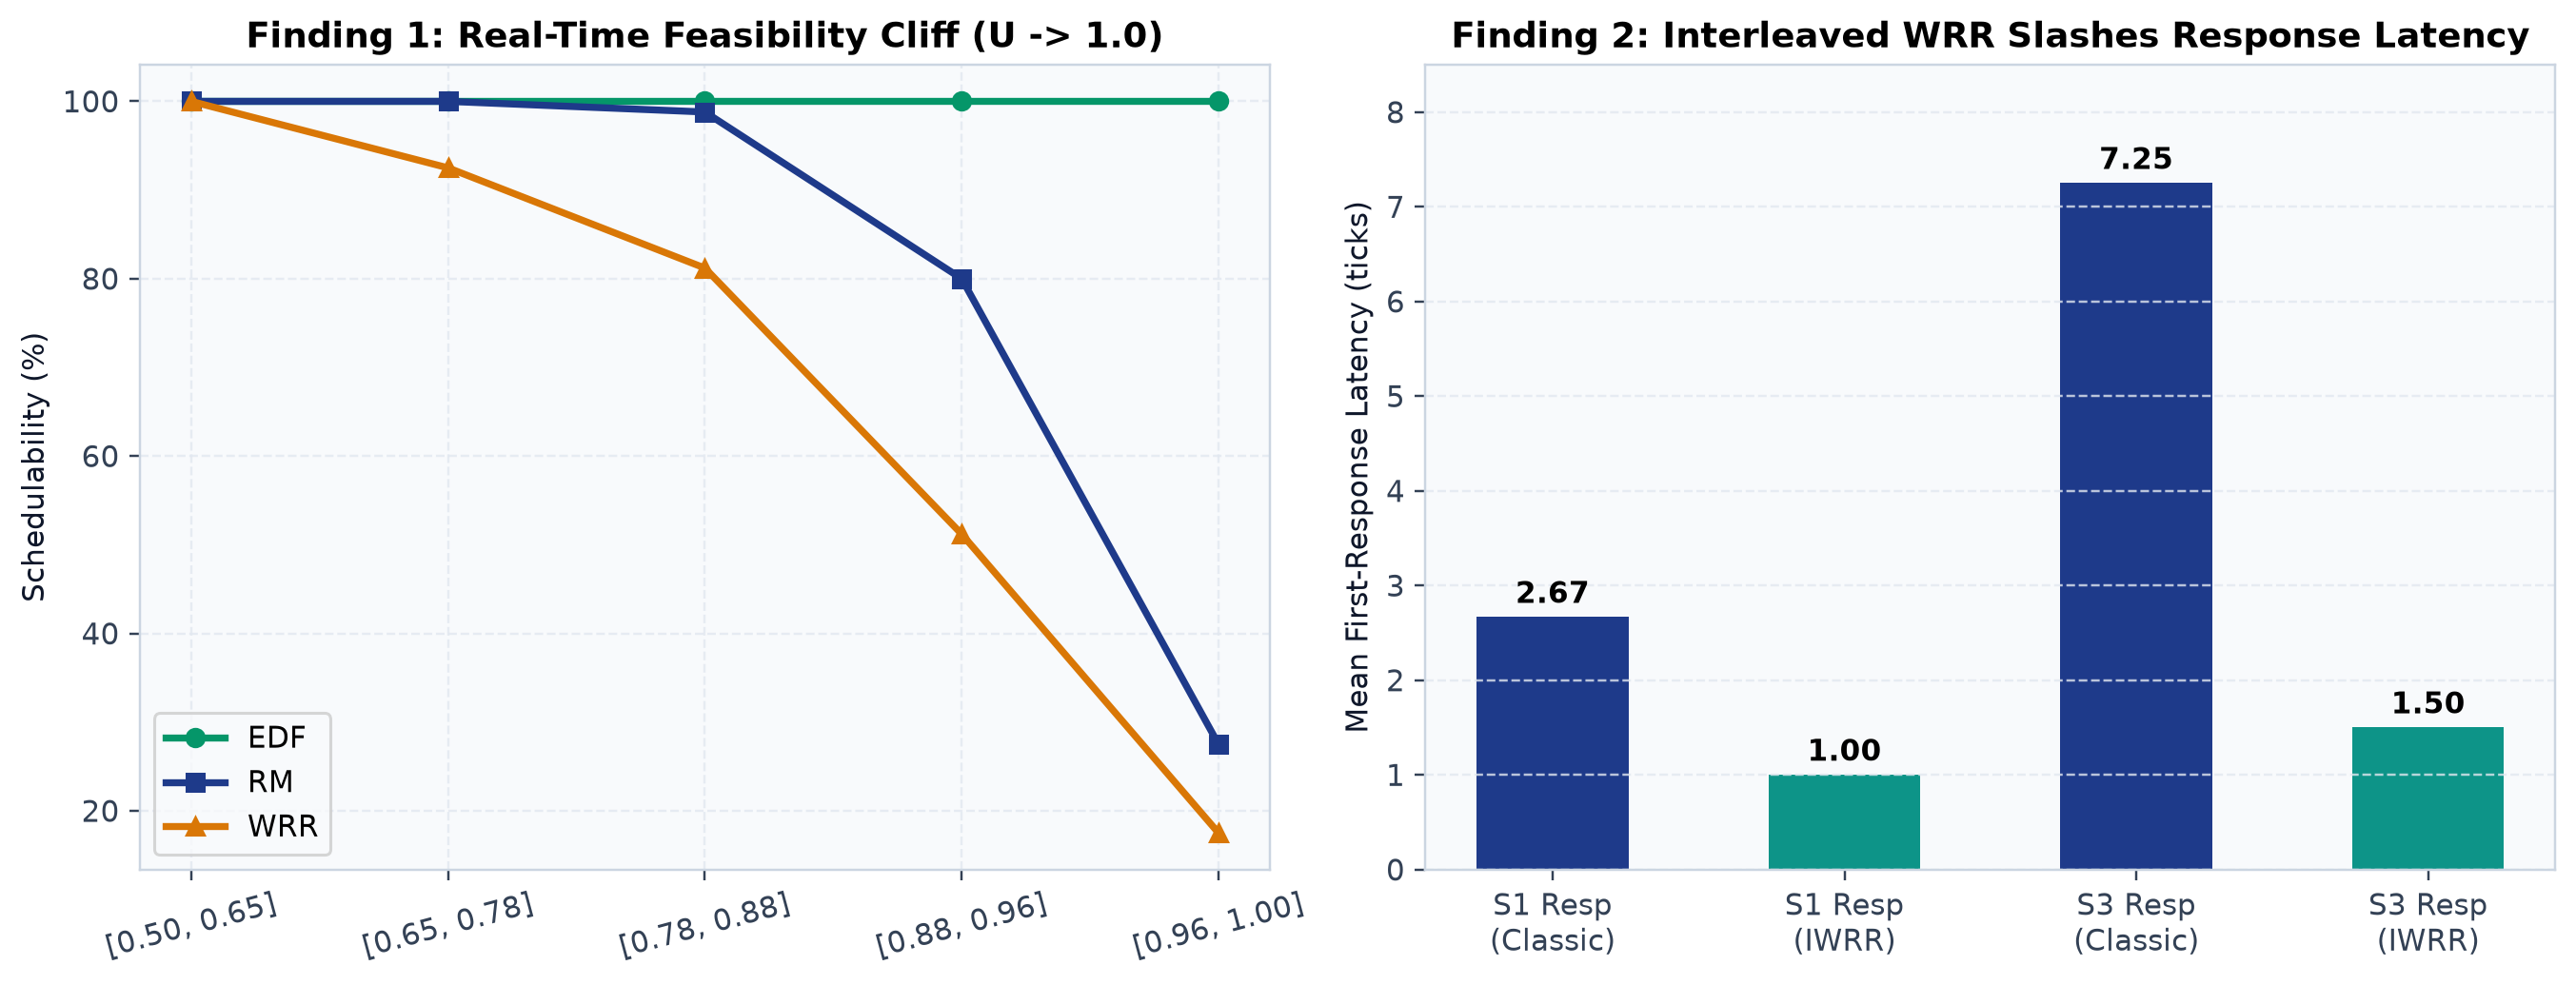 Finding 1: Real-Time Feasibility Cliff (U -> 1.0)
Schedulability (%)
100
80
60
40
20
EDF
RM
WRR
[0.50, 0.65]
[0.65, 0.78]
[0.78, 0.88]
[0.88, 0.96]
[0.96, 1.00]
Finding 2: Interleaved WRR Slashes Response Latency
Mean First-Response Latency (ticks)
8
7
6
5
4
3
2
1
0
2.67
1.00
7.25
1.50
S1 Resp
(Classic)
S1 Resp
(IWRR)
S3 Resp
(Classic)
S3 Resp
(IWRR)